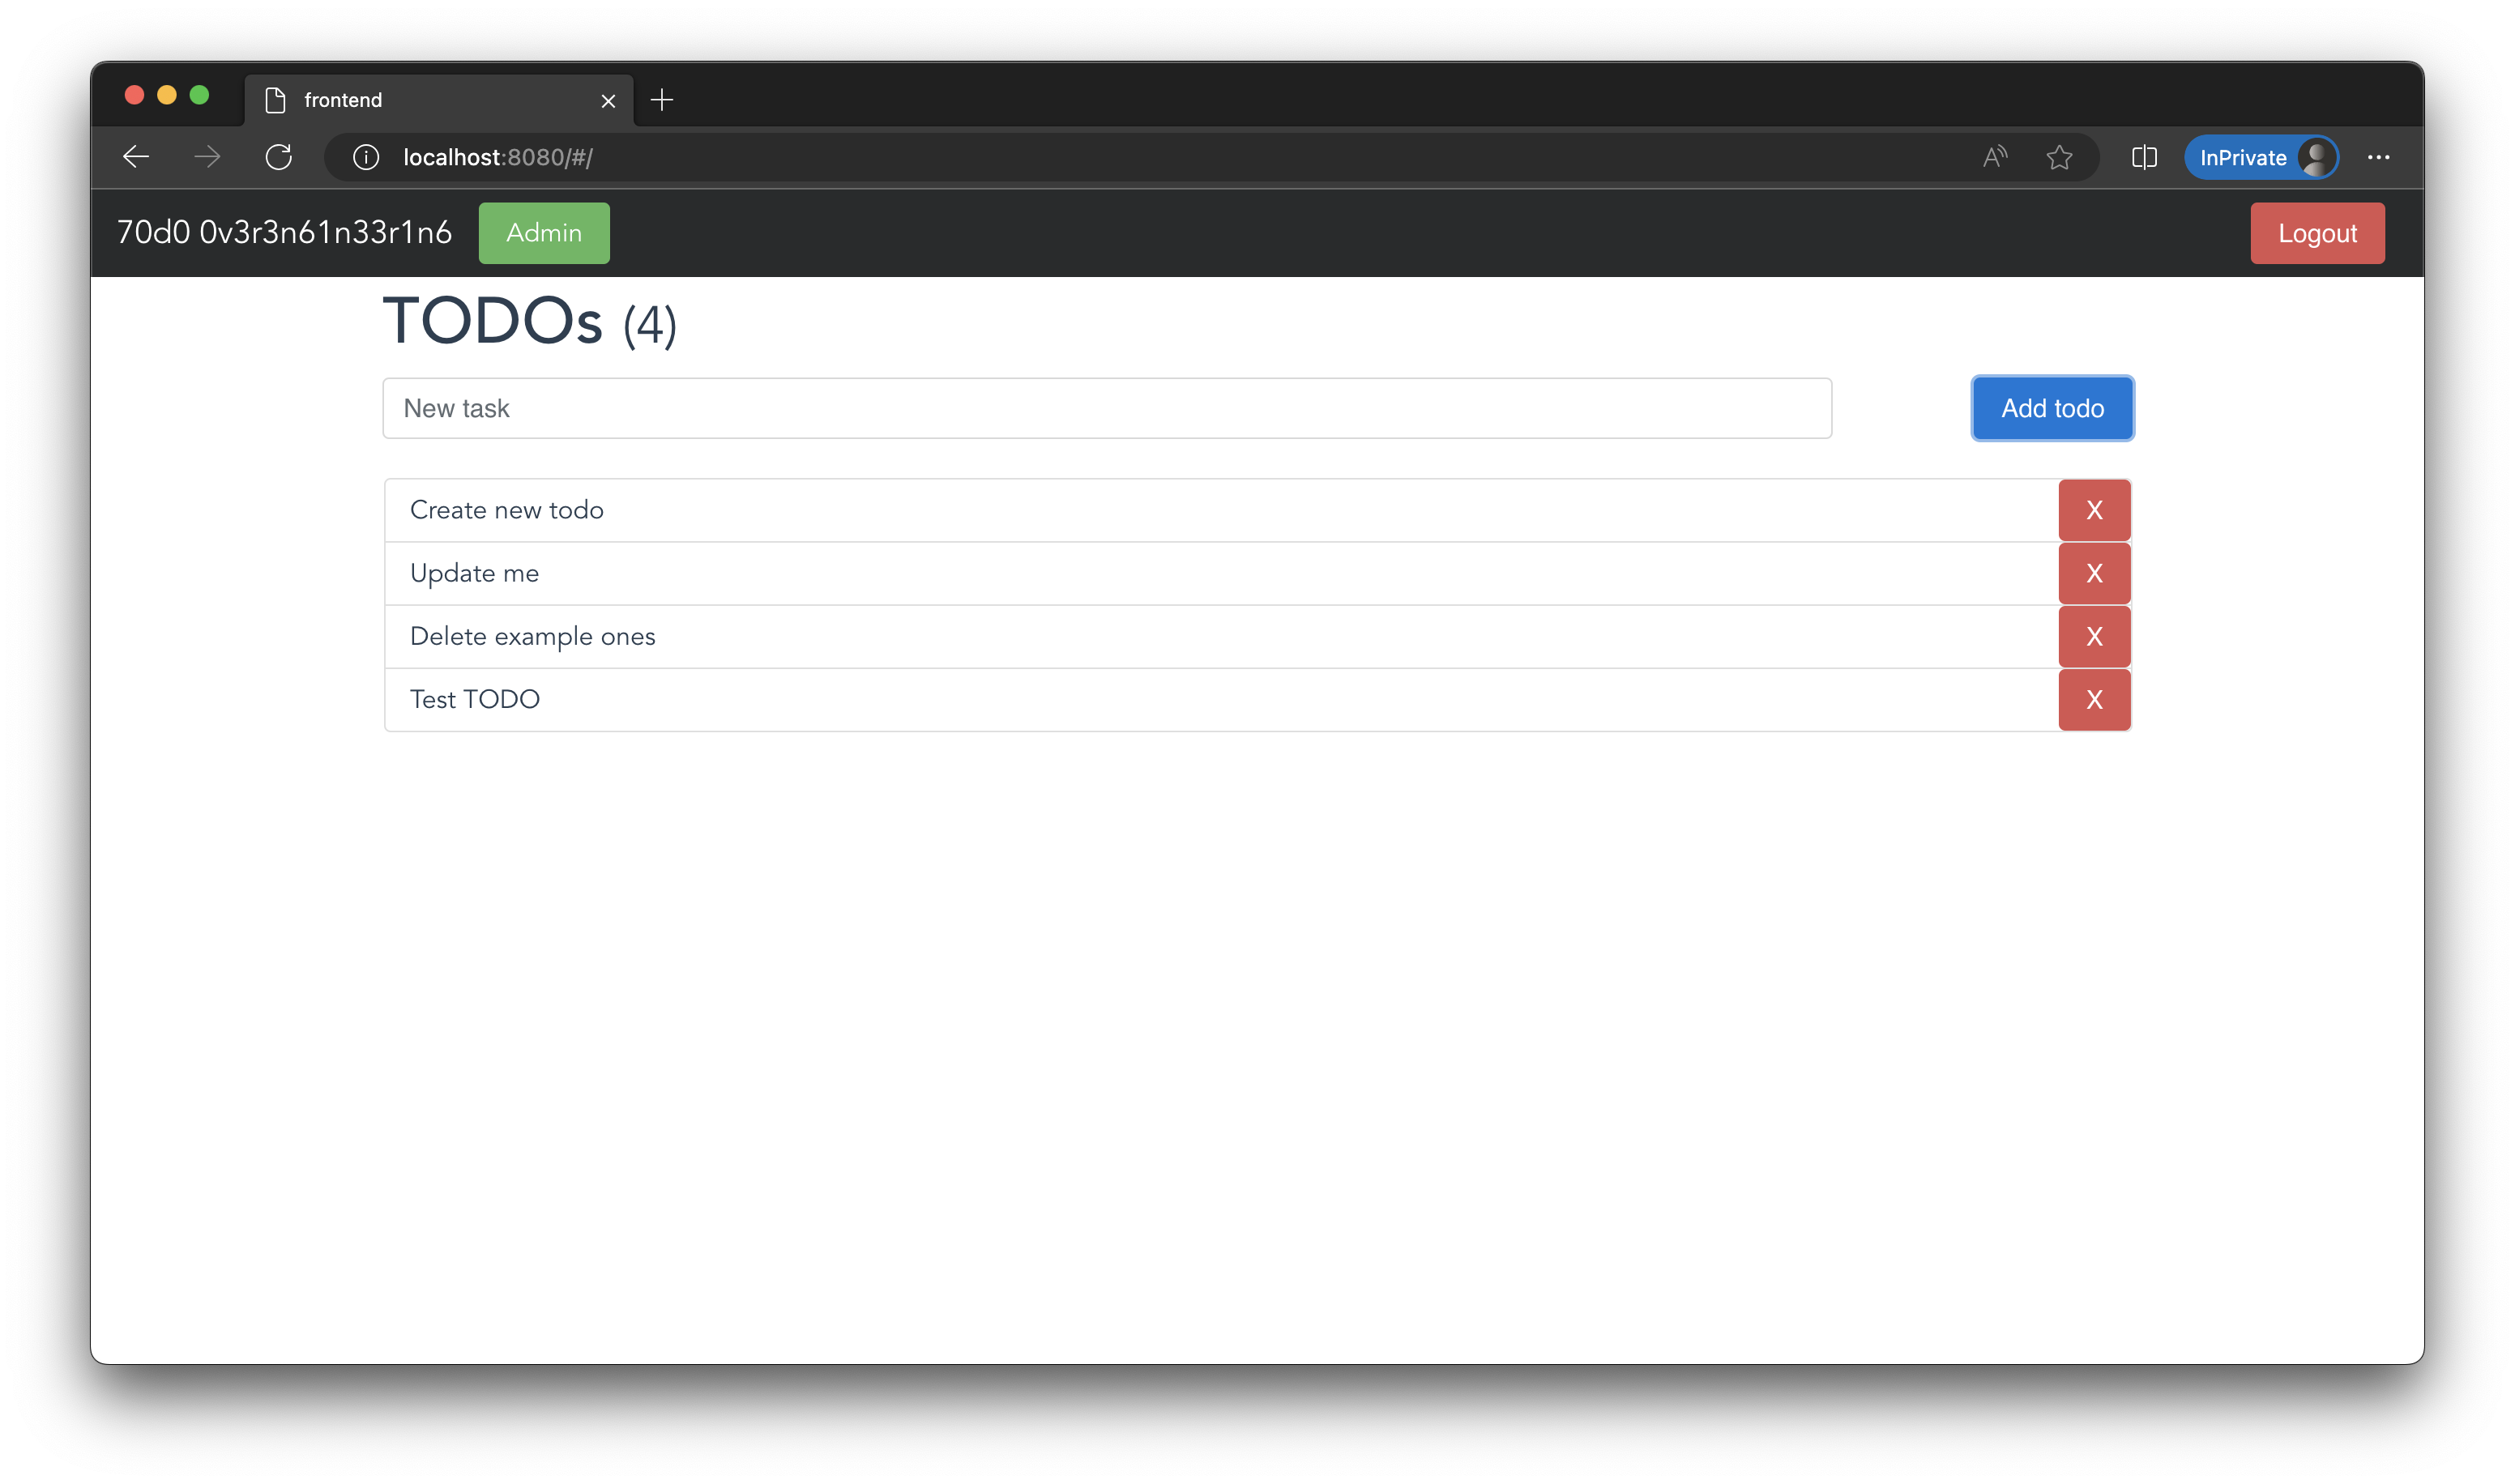 frontend
localhost:8080/#/
InPrivate
70d0 0v3r3n61n33r1n6 Admin Logout
TODOs (4)
New task Add todo
Create new todo X
Update me X
Delete example ones X
Test TODO X